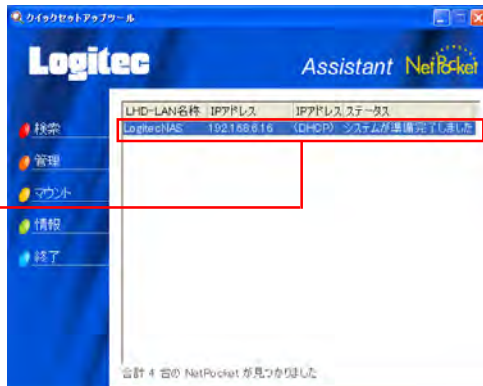 クイックセットアップツール
Logitec
Assistant NetPocket
LHD-LAN名称 IPアドレス IPアドレス ステータス
LogitecNAS 192.168.6.16 (DHCP) システムが準備完了しました
検索
管理
マウント
情報
終了
合計 4 台の NetPocket が見つかりました